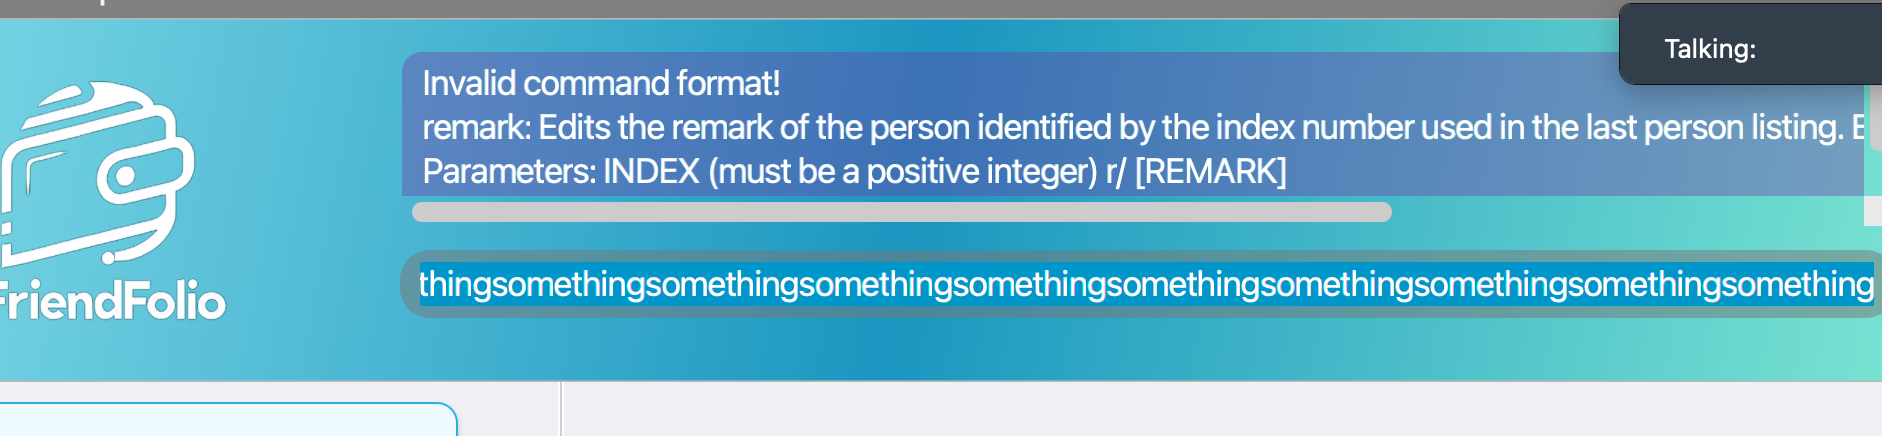 Talking:
Invalid command format!
remark: Edits the remark of the person identified by the index number used in the last person listing.
Parameters: INDEX (must be a positive integer) r/ [REMARK]
thingsomethingsomethingsomethingsomethingsomethingsomethingsomethingsomethingsomething
FriendFolio